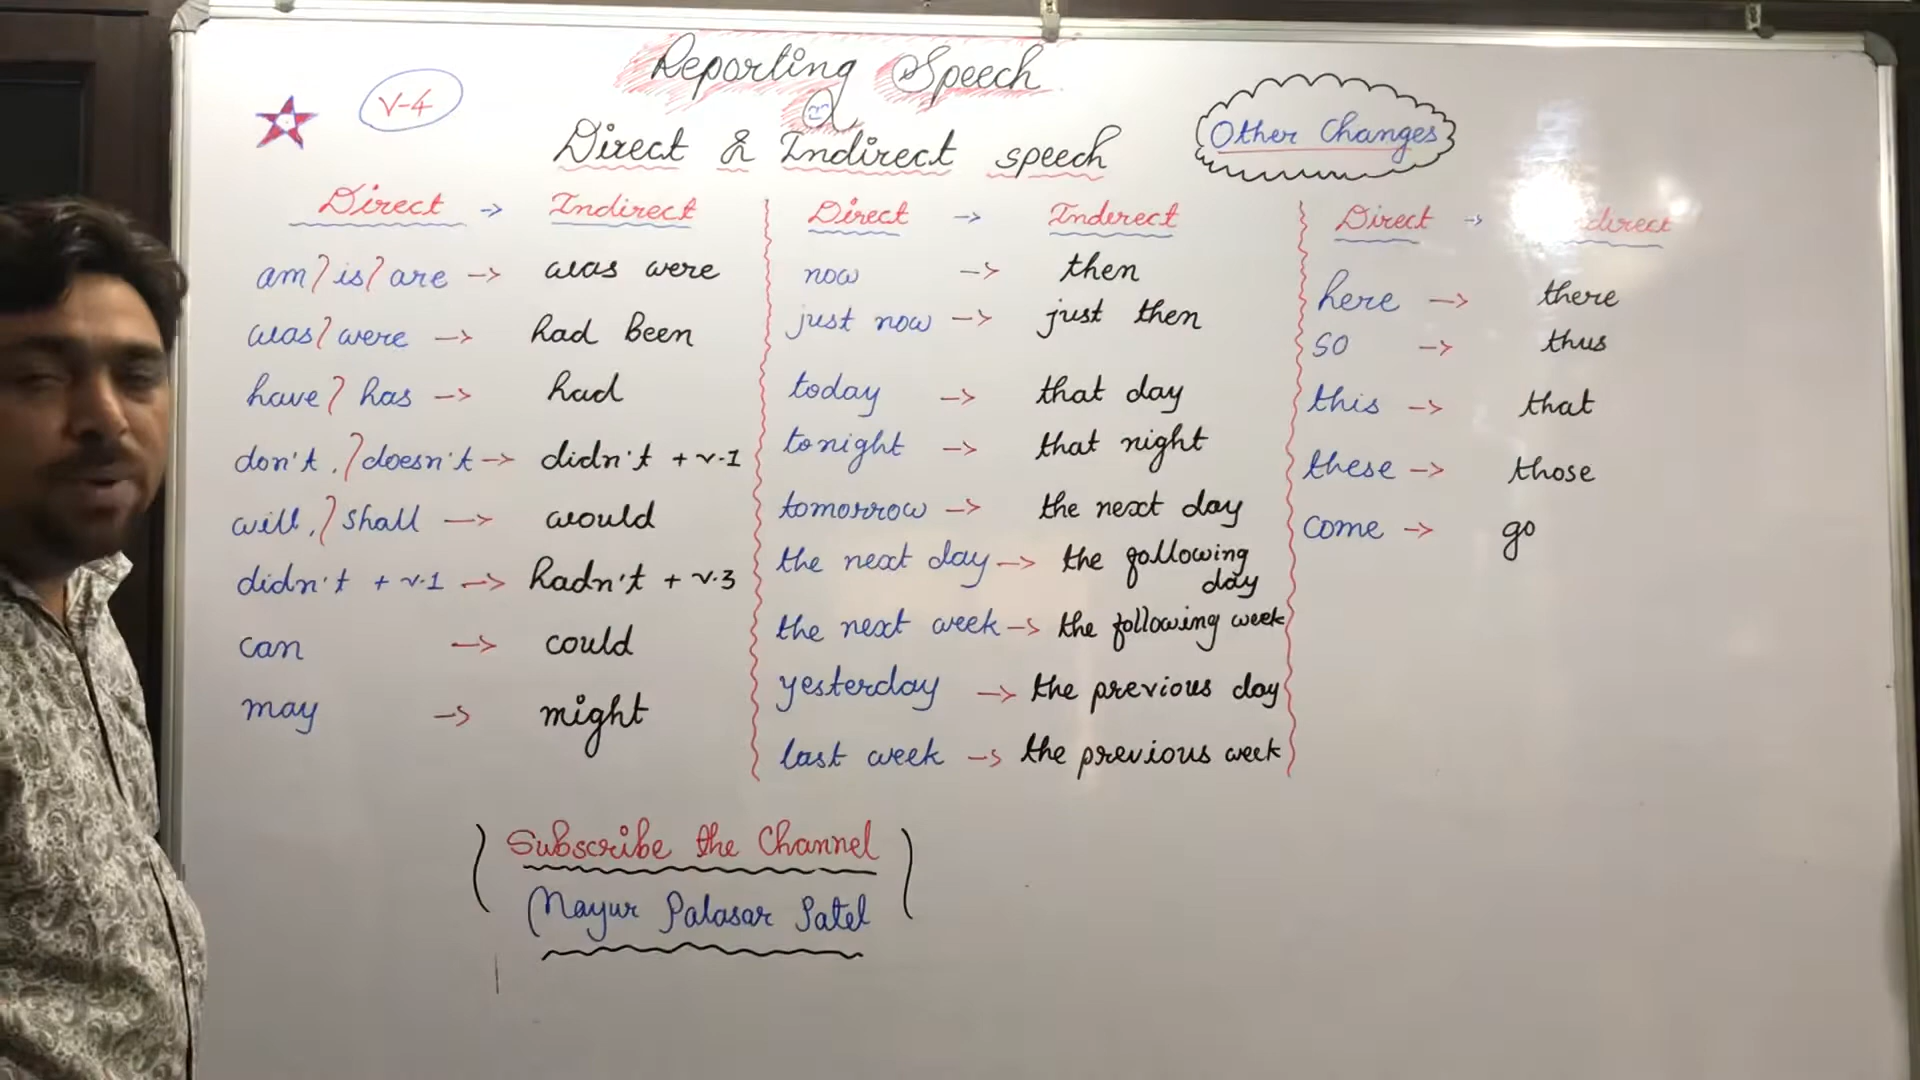 V-4
Reporting Speech
Direct & Indirect speech
Other Changes
Direct -> Indirect
am/is/are -> was were
was/were -> had been
have/has -> had
don't,/doesn't -> didn't + v.1
will,/shall -> would
didn't + v.1 -> hadn't + v.3
can -> could
may -> might
Direct -> Inderect
now -> then
just now -> just then
today -> that day
tonight -> that night
tomorrow -> the next day
the next day -> the following
day
the next week -> the following week
yesterday -> the previous day
last week -> the previous week
Direct -> direct
here -> there
so -> thus
this -> that
these -> those
come -> go
Subscribe the Channel
Mayur Palasar Patel